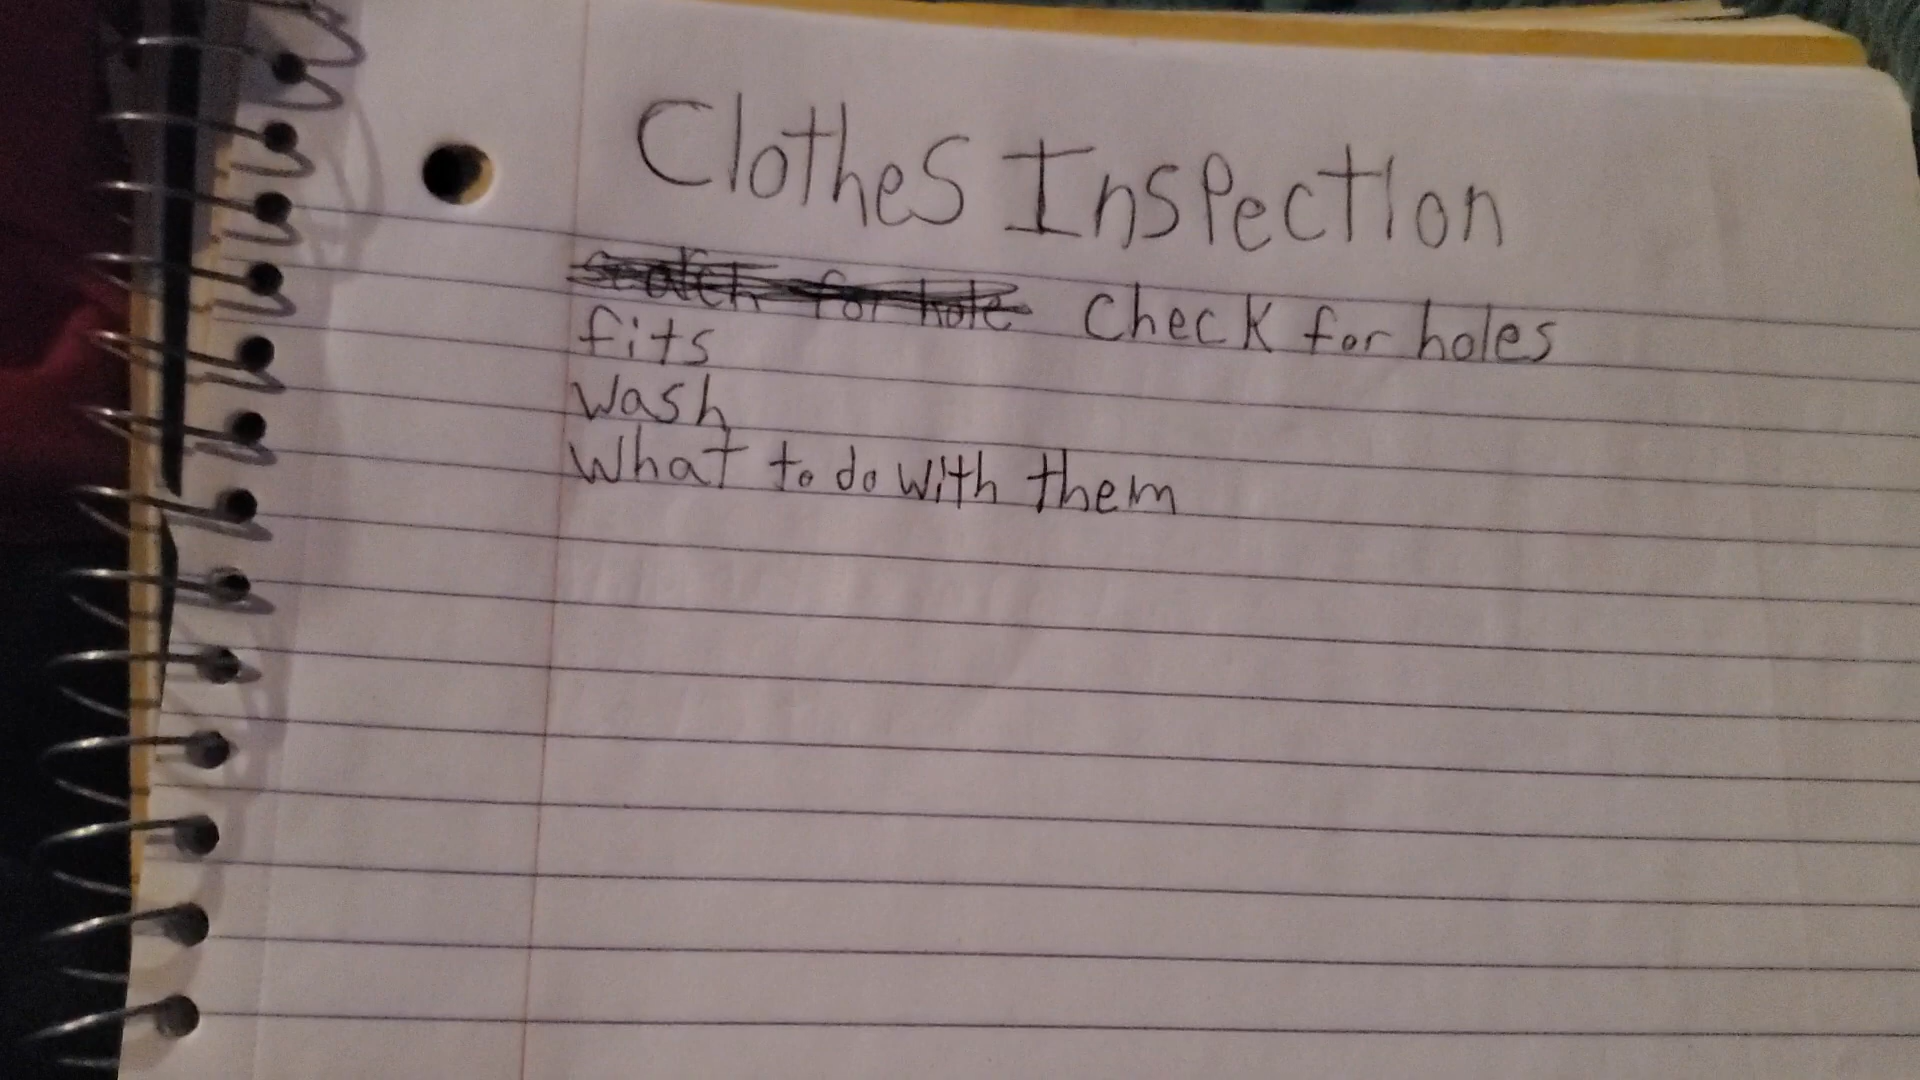 Clothes Inspection
Check for holes
fits
Wash
What to do with them